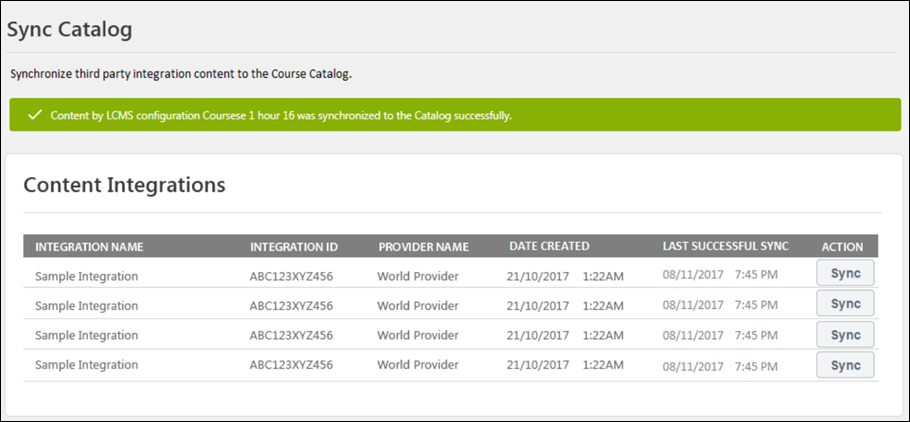 Sync Catalog
Synchronize third party integration content to the Course Catalog.
Content by LCMS configuration Coursese 1 hour 16 was synchronized to the Catalog successfully.
Content Integrations
INTEGRATION NAME INTEGRATION ID PROVIDER NAME DATE CREATED LAST SUCCESSFUL SYNC ACTION
Sample Integration ABC123XYZ456 World Provider 21/10/2017 1:22AM 08/11/2017 7:45 PM Sync
Sample Integration ABC123XYZ456 World Provider 21/10/2017 1:22AM 08/11/2017 7:45 PM Sync
Sample Integration ABC123XYZ456 World Provider 21/10/2017 1:22AM 08/11/2017 7:45 PM Sync
Sample Integration ABC123XYZ456 World Provider 21/10/2017 1:22AM 08/11/2017 7:45 PM Sync